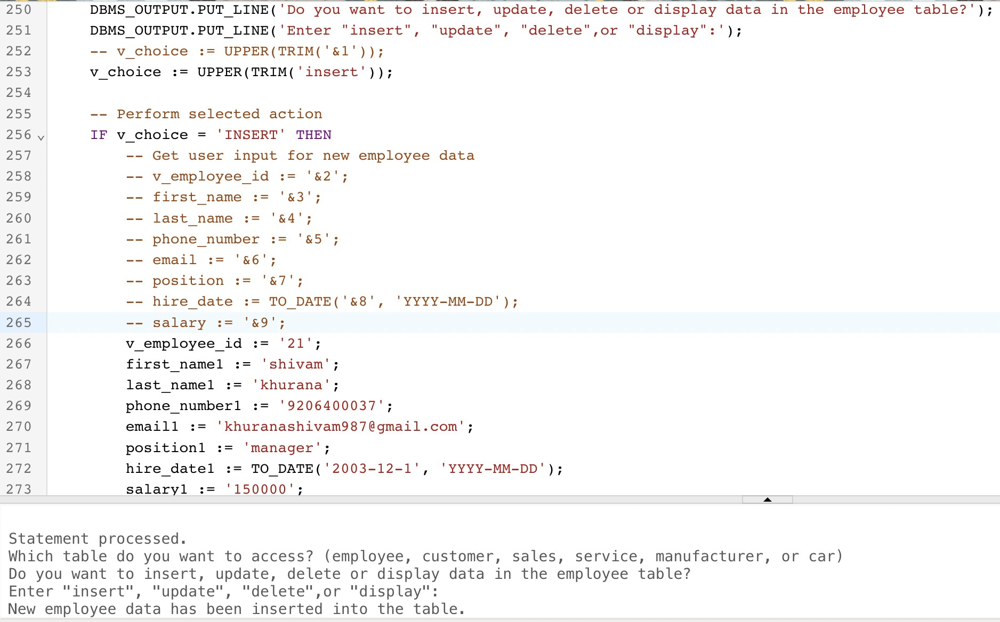 250 DBMS_OUTPUT.PUT_LINE('Do you want to insert, update, delete or display data in the employee table?');
251 DBMS_OUTPUT.PUT_LINE('Enter "insert", "update", "delete",or "display":');
252 -- v_choice := UPPER(TRIM('&1'));
253 v_choice := UPPER(TRIM('insert'));
254
255 -- Perform selected action
256 IF v_choice = 'INSERT' THEN
257 -- Get user input for new employee data
258 -- v_employee_id := '&2';
259 -- first_name := '&3';
260 -- last_name := '&4';
261 -- phone_number := '&5';
262 -- email := '&6';
263 -- position := '&7';
264 -- hire_date := TO_DATE('&8', 'YYYY-MM-DD');
265 -- salary := '&9';
266 v_employee_id := '21';
267 first_name1 := 'shivam';
268 last_name1 := 'khurana';
269 phone_number1 := '9206400037';
270 email1 := 'khuranashivam987@gmail.com';
271 position1 := 'manager';
272 hire_date1 := TO_DATE('2003-12-1', 'YYYY-MM-DD');
273 salary1 := '150000';
Statement processed.
Which table do you want to access? (employee, customer, sales, service, manufacturer, or car)
Do you want to insert, update, delete or display data in the employee table?
Enter "insert", "update", "delete",or "display":
New employee data has been inserted into the table.